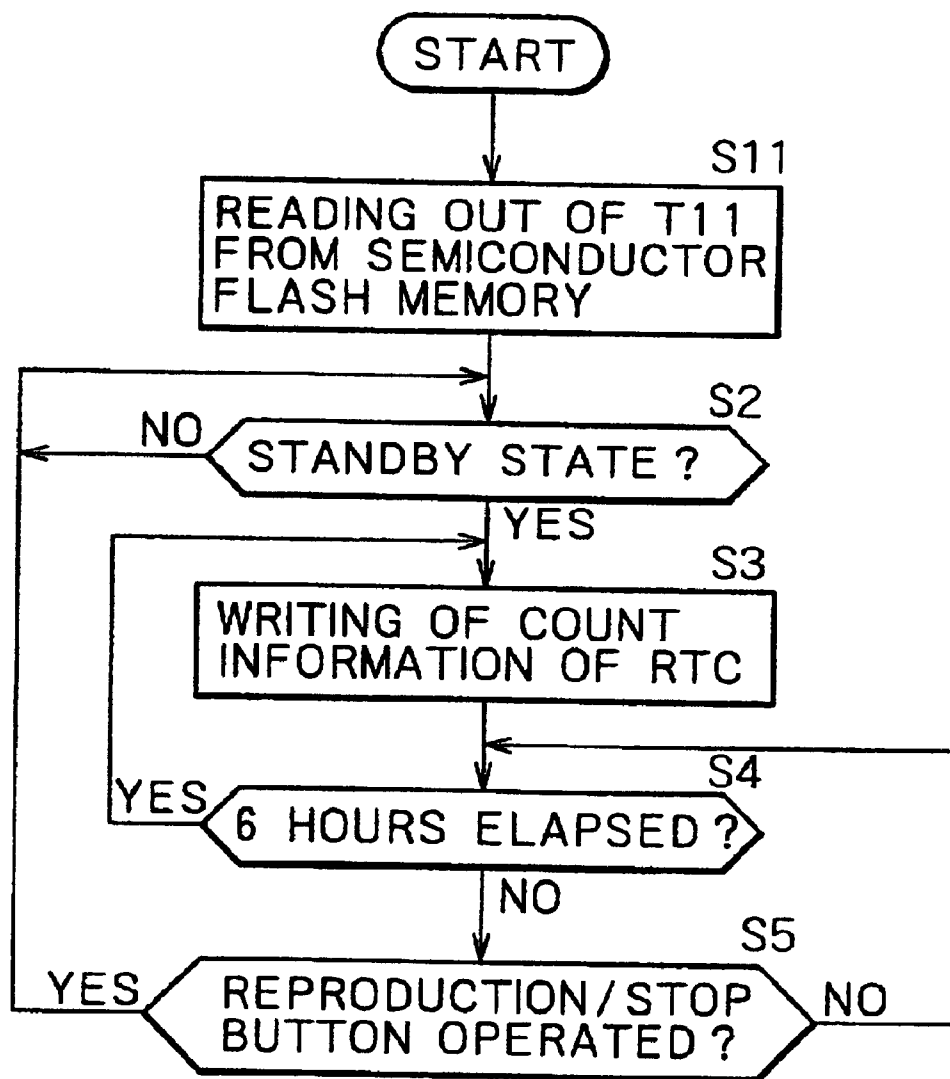 START
S11
READING OUT OF T11
FROM SEMICONDUCTOR
FLASH MEMORY
S2
NO
STANDBY STATE?
YES
S3
WRITING OF COUNT
INFORMATION OF RTC
S4
YES
6 HOURS ELAPSED?
NO
S5
YES
REPRODUCTION/STOP
BUTTON OPERATED?
NO